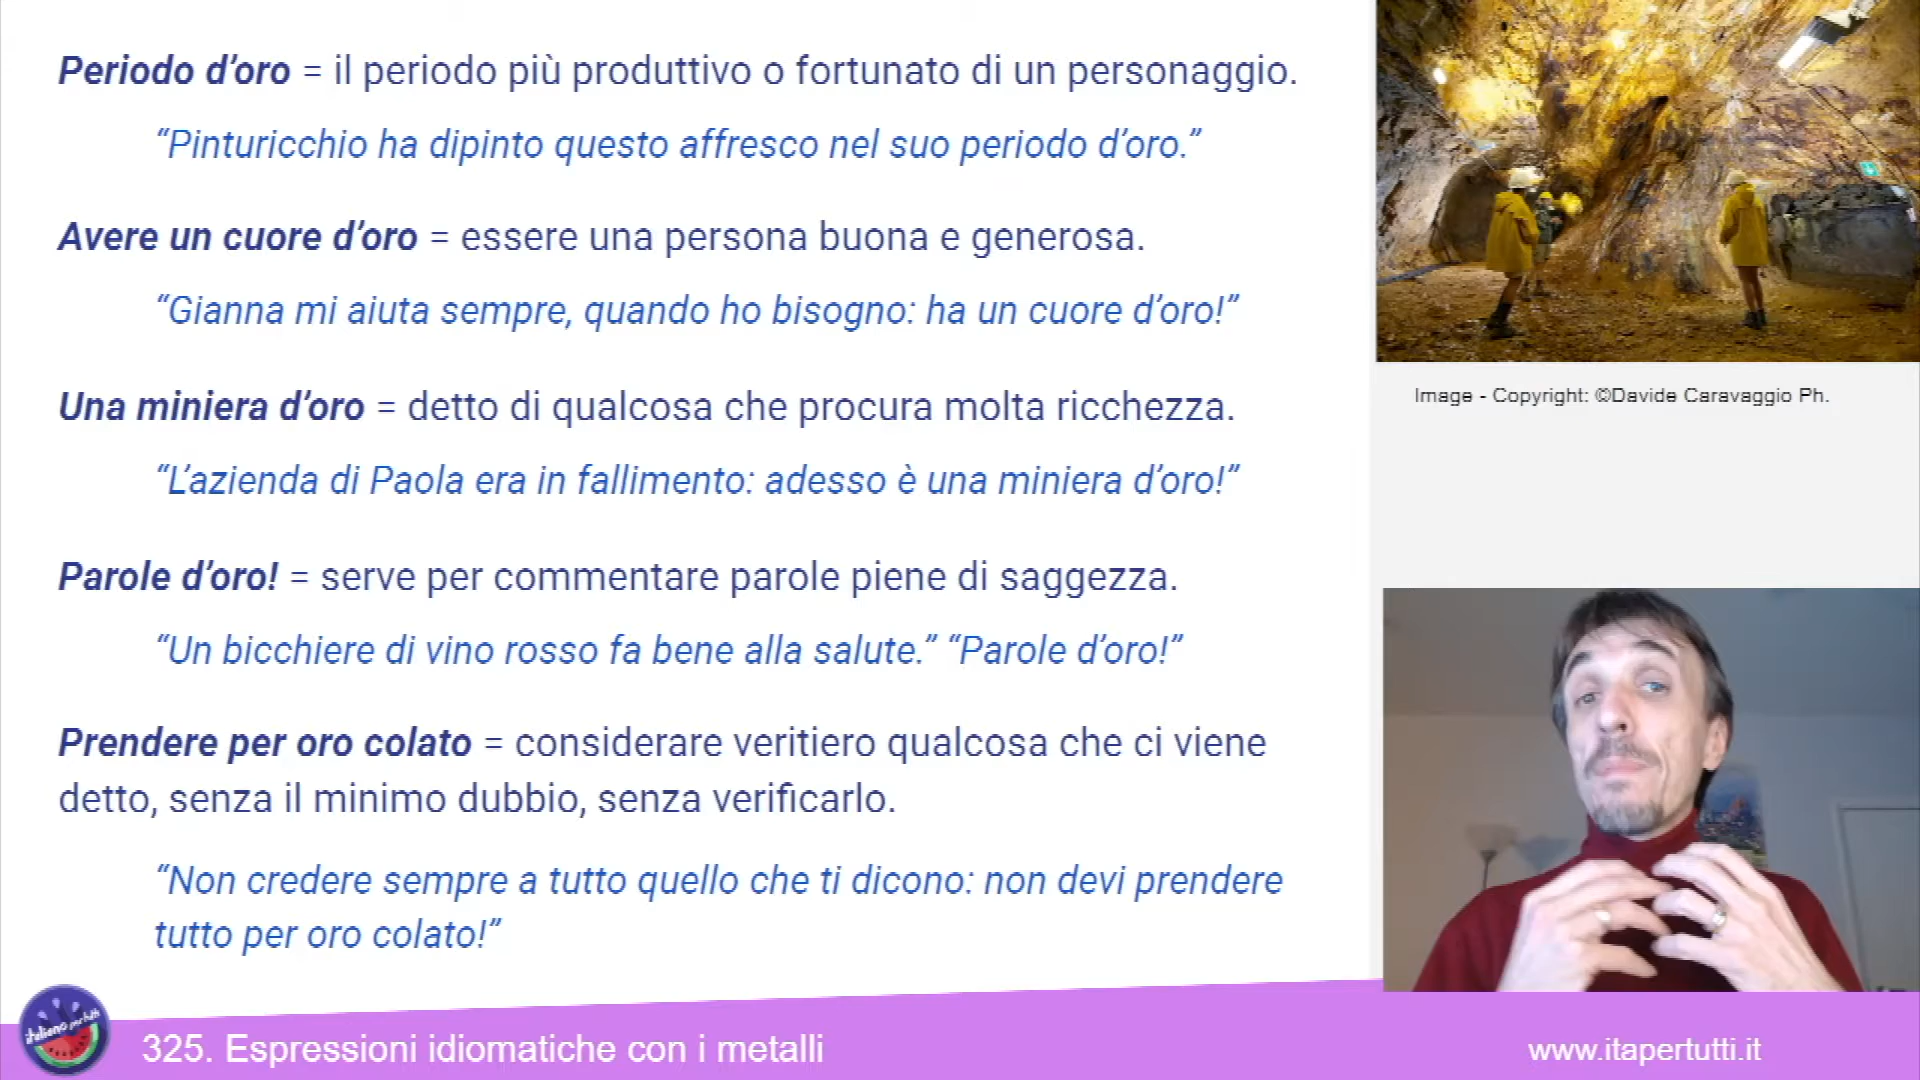 Periodo d’oro = il periodo più produttivo o fortunato di un personaggio.
“Pinturicchio ha dipinto questo affresco nel suo periodo d’oro.”
Avere un cuore d’oro = essere una persona buona e generosa.
“Gianna mi aiuta sempre, quando ho bisogno: ha un cuore d’oro!”
Una miniera d’oro = detto di qualcosa che procura molta ricchezza.
“L’azienda di Paola era in fallimento: adesso è una miniera d’oro!”
Parole d’oro! = serve per commentare parole piene di saggezza.
“Un bicchiere di vino rosso fa bene alla salute.” “Parole d’oro!”
Prendere per oro colato = considerare veritiero qualcosa che ci viene
detto, senza il minimo dubbio, senza verificarlo.
“Non credere sempre a tutto quello che ti dicono: non devi prendere
tutto per oro colato!”
Image - Copyright: ©Davide Caravaggio Ph.
italiano per tutti
325. Espressioni idiomatiche con i metalli
www.itapertutti.it